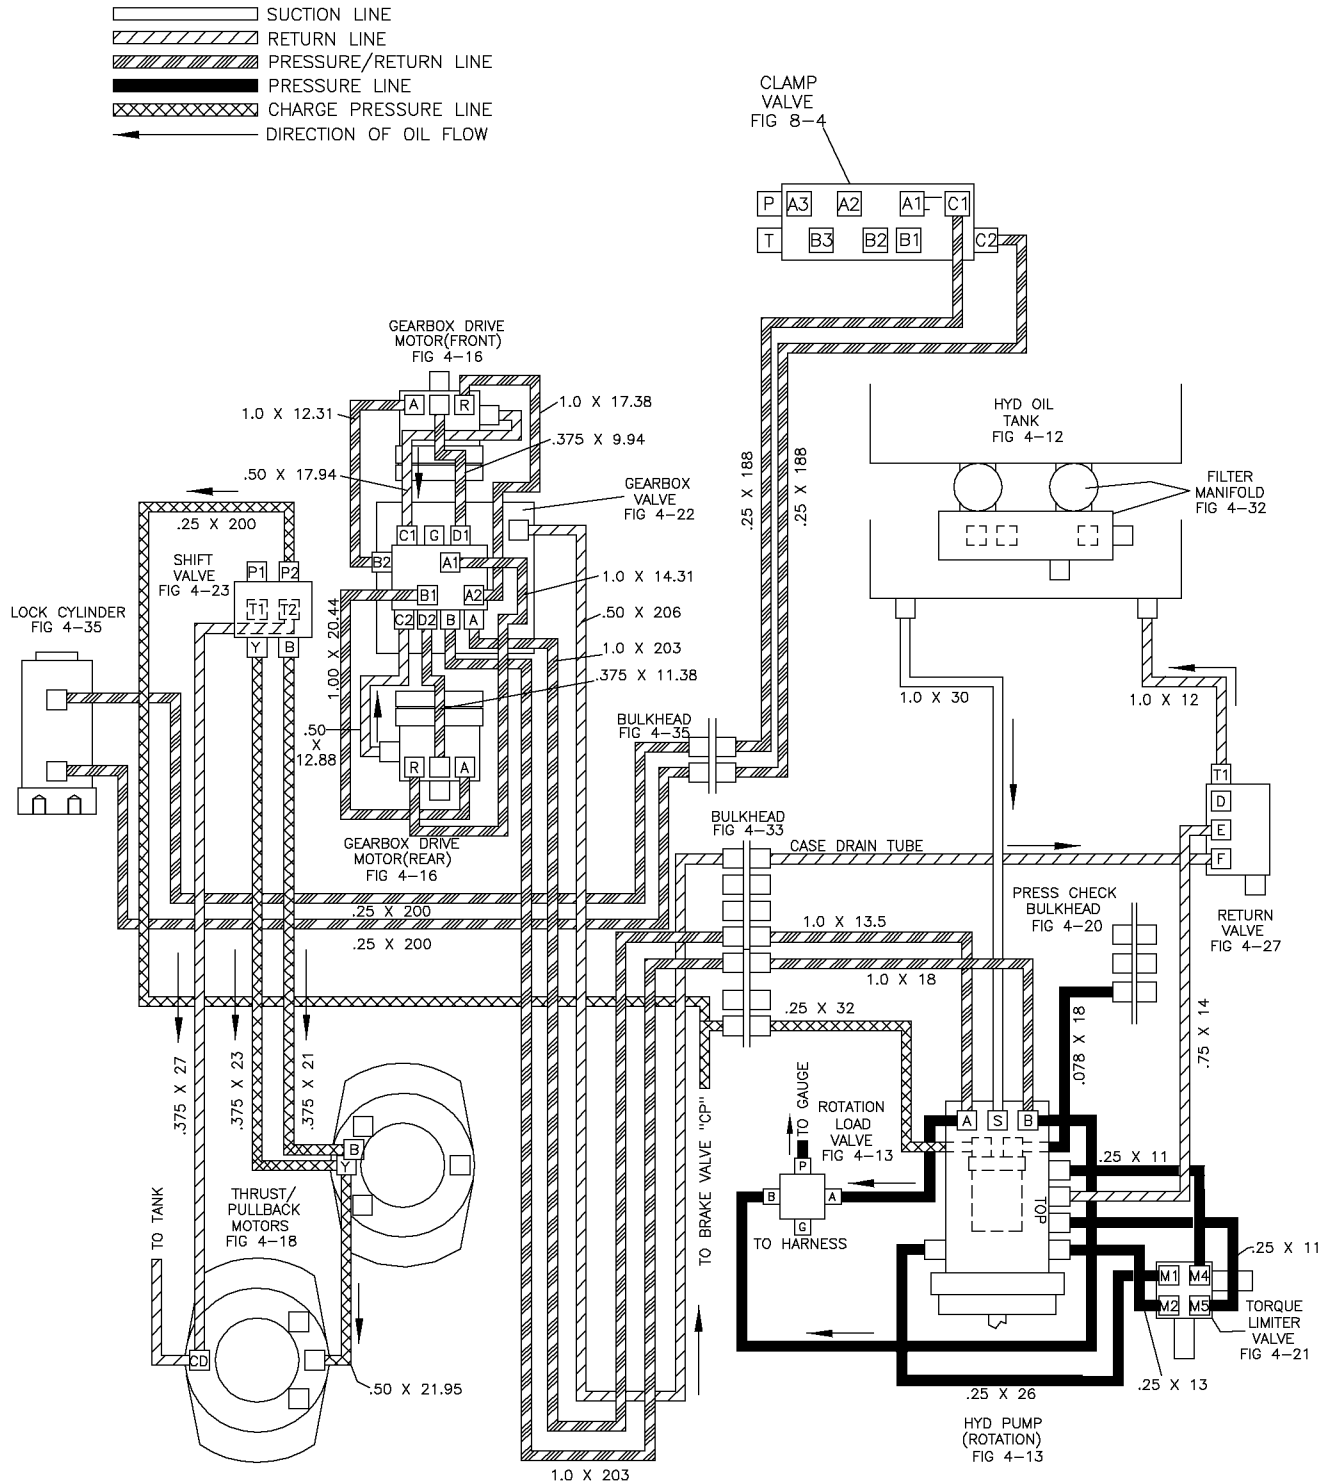 SUCTION LINE
RETURN LINE
PRESSURE/RETURN LINE
PRESSURE LINE
CHARGE PRESSURE LINE
DIRECTION OF OIL FLOW
CLAMP
VALVE
FIG 8-4
P A3 A2 A1 C1
T B3 B2 B1 C2
GEARBOX DRIVE
MOTOR(FRONT)
FIG 4-16
A R
1.0 X 12.31
1.0 X 17.38
.375 X 9.94
.50 X 17.94
GEARBOX
VALVE
FIG 4-22
.25 X 188
.25 X 188
HYD OIL
TANK
FIG 4-12
FILTER
MANIFOLD
FIG 4-32
.25 X 200
SHIFT
VALVE
FIG 4-23
P1 P2
T1 T2
Y B
LOCK CYLINDER
FIG 4-35
C1 G D1
B2 A1
B1 A2
C2 D2 B A
1.0 X 14.31
.50 X 206
1.0 X 203
.375 X 11.38
1.00 X 20.44
.50
X
12.88
R A
GEARBOX DRIVE
MOTOR(REAR)
FIG 4-16
BULKHEAD
FIG 4-35
1.0 X 30
1.0 X 12
T1
D
E
F
RETURN
VALVE
FIG 4-27
BULKHEAD
FIG 4-33
CASE DRAIN TUBE
PRESS CHECK
BULKHEAD
FIG 4-20
.25 X 200
.25 X 200
1.0 X 13.5
1.0 X 18
.25 X 32
.078 X 18
.75 X 14
.375 X 27
.375 X 23
.375 X 21
B
Y
THRUST/
PULLBACK
MOTORS
FIG 4-18
TO TANK
CD
.50 X 21.95
TO BRAKE VALVE "CP"
TO GAUGE
ROTATION
LOAD
VALVE
FIG 4-13
P
B A
G
TO HARNESS
A S B
TOP
.25 X 11
.25 X 11
M1 M4
M2 M5
TORQUE
LIMITER
VALVE
FIG 4-21
.25 X 13
.25 X 26
HYD PUMP
(ROTATION)
FIG 4-13
1.0 X 203